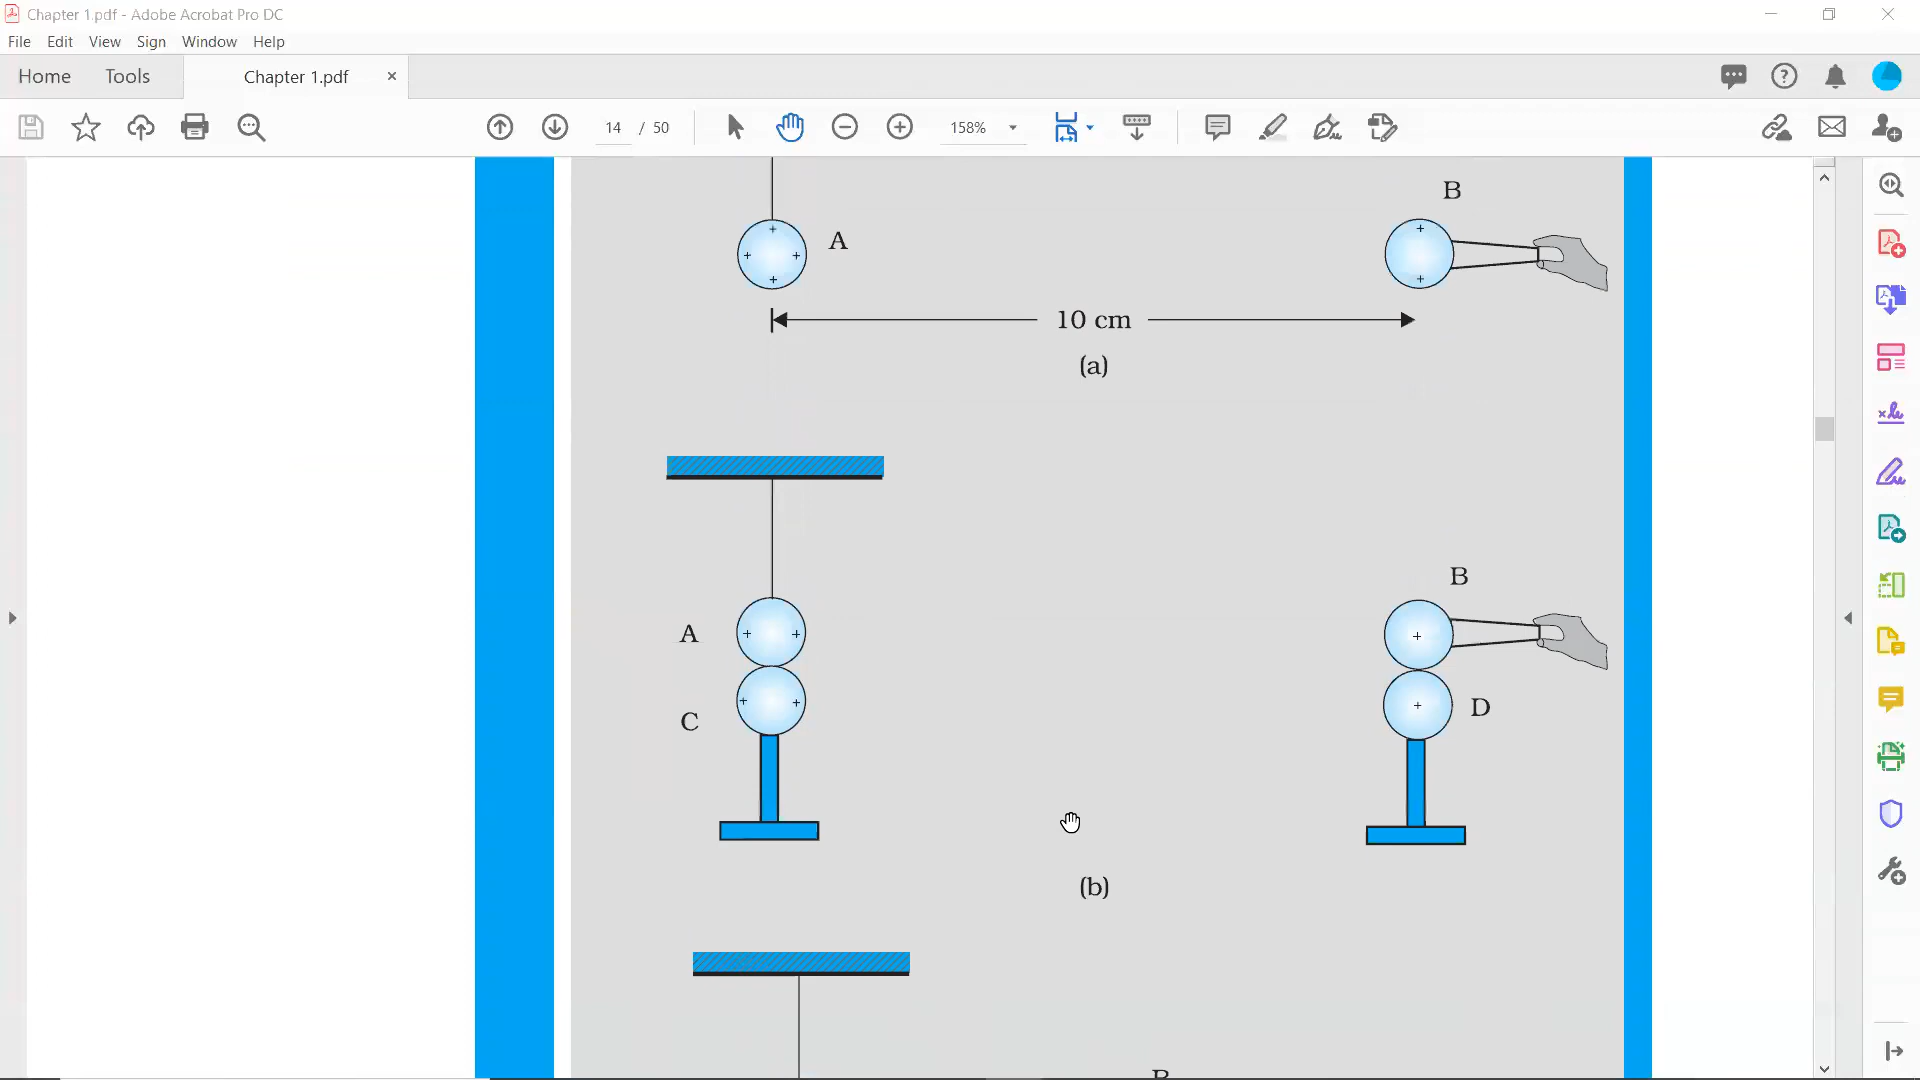 Chapter 1.pdf - Adobe Acrobat Pro DC
File Edit View Sign Window Help
Home Tools Chapter 1.pdf
14 / 50 158%
B
A
+ + + + + +
10 cm
(a)
B
A + + +
C + + + D
(b)